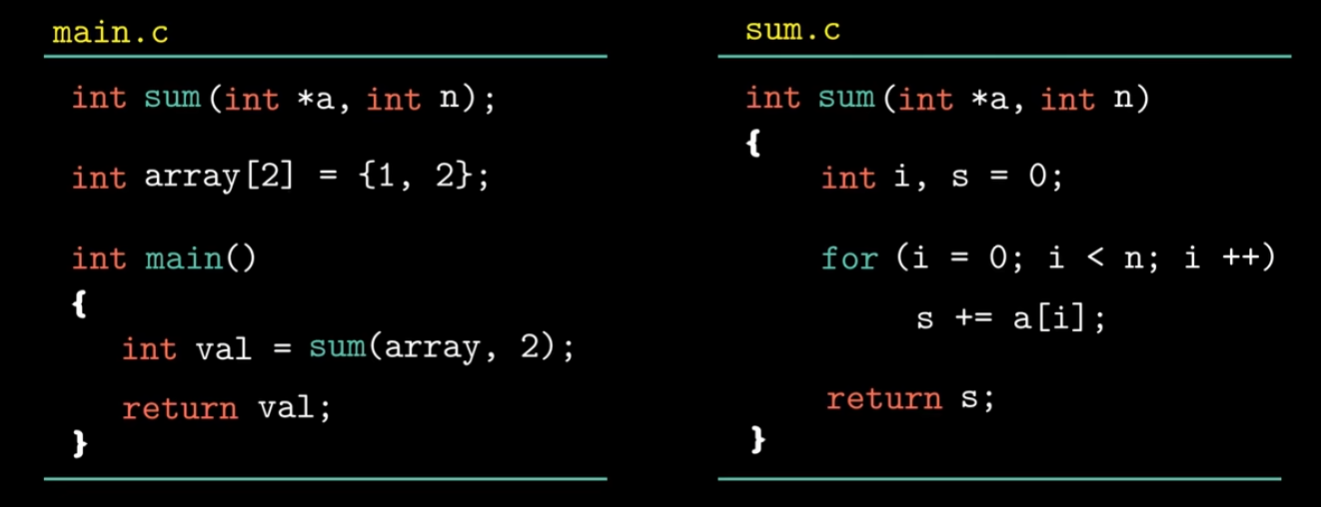 main.c
int sum(int *a, int n);
int array[2] = {1, 2};
int main()
{
int val = sum(array, 2);
return val;
}
sum.c
int sum(int *a, int n)
{
int i, s = 0;
for (i = 0; i < n; i ++)
s += a[i];
return s;
}